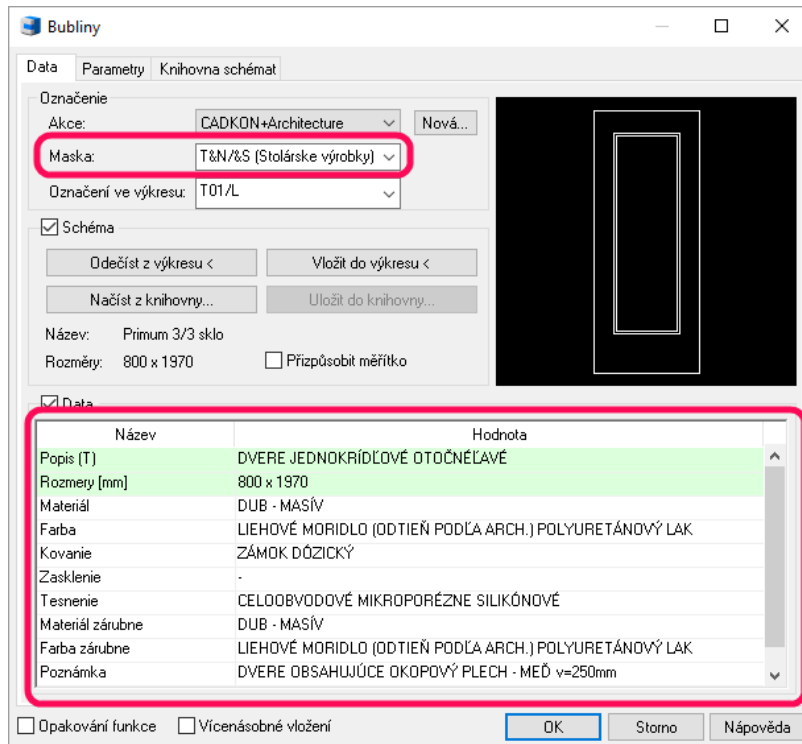 Bubliny
Data Parametry Knihovna schémat
Označenie
Akce: CADKON+Architecture Nová...
Maska: T&N/&S (Stolárske výrobky)
Označení ve výkresu: T01/L
Schéma
Odečíst z výkresu < Vložit do výkresu <
Načíst z knihovny... Uložit do knihovny...
Název: Primum 3/3 sklo
Rozměry: 800 x 1970 Přizpůsobit měřítko
Data
Název Hodnota
Popis (T) DVERE JEDNOKRÍDĽOVÉ OTOČNÉĽAVÉ
Rozmery [mm] 800 x 1970
Materiál DUB - MASÍV
Farba LIEHOVÉ MORIDLO (ODTIEŇ PODĽA ARCH.) POLYURETÁNOVÝ LAK
Kovanie ZÁMOK DÓZICKÝ
Zasklenie -
Tesnenie CELOOBVODOVÉ MIKROPORÉZNE SILIKÓNOVÉ
Materiál zárubne DUB - MASÍV
Farba zárubne LIEHOVÉ MORIDLO (ODTIEŇ PODĽA ARCH.) POLYURETÁNOVÝ LAK
Poznámka DVERE OBSAHUJÚCE OKOPOVÝ PLECH - MEĎ v=250mm
Opakování funkce Vícenásobné vložení OK Storno Nápověda